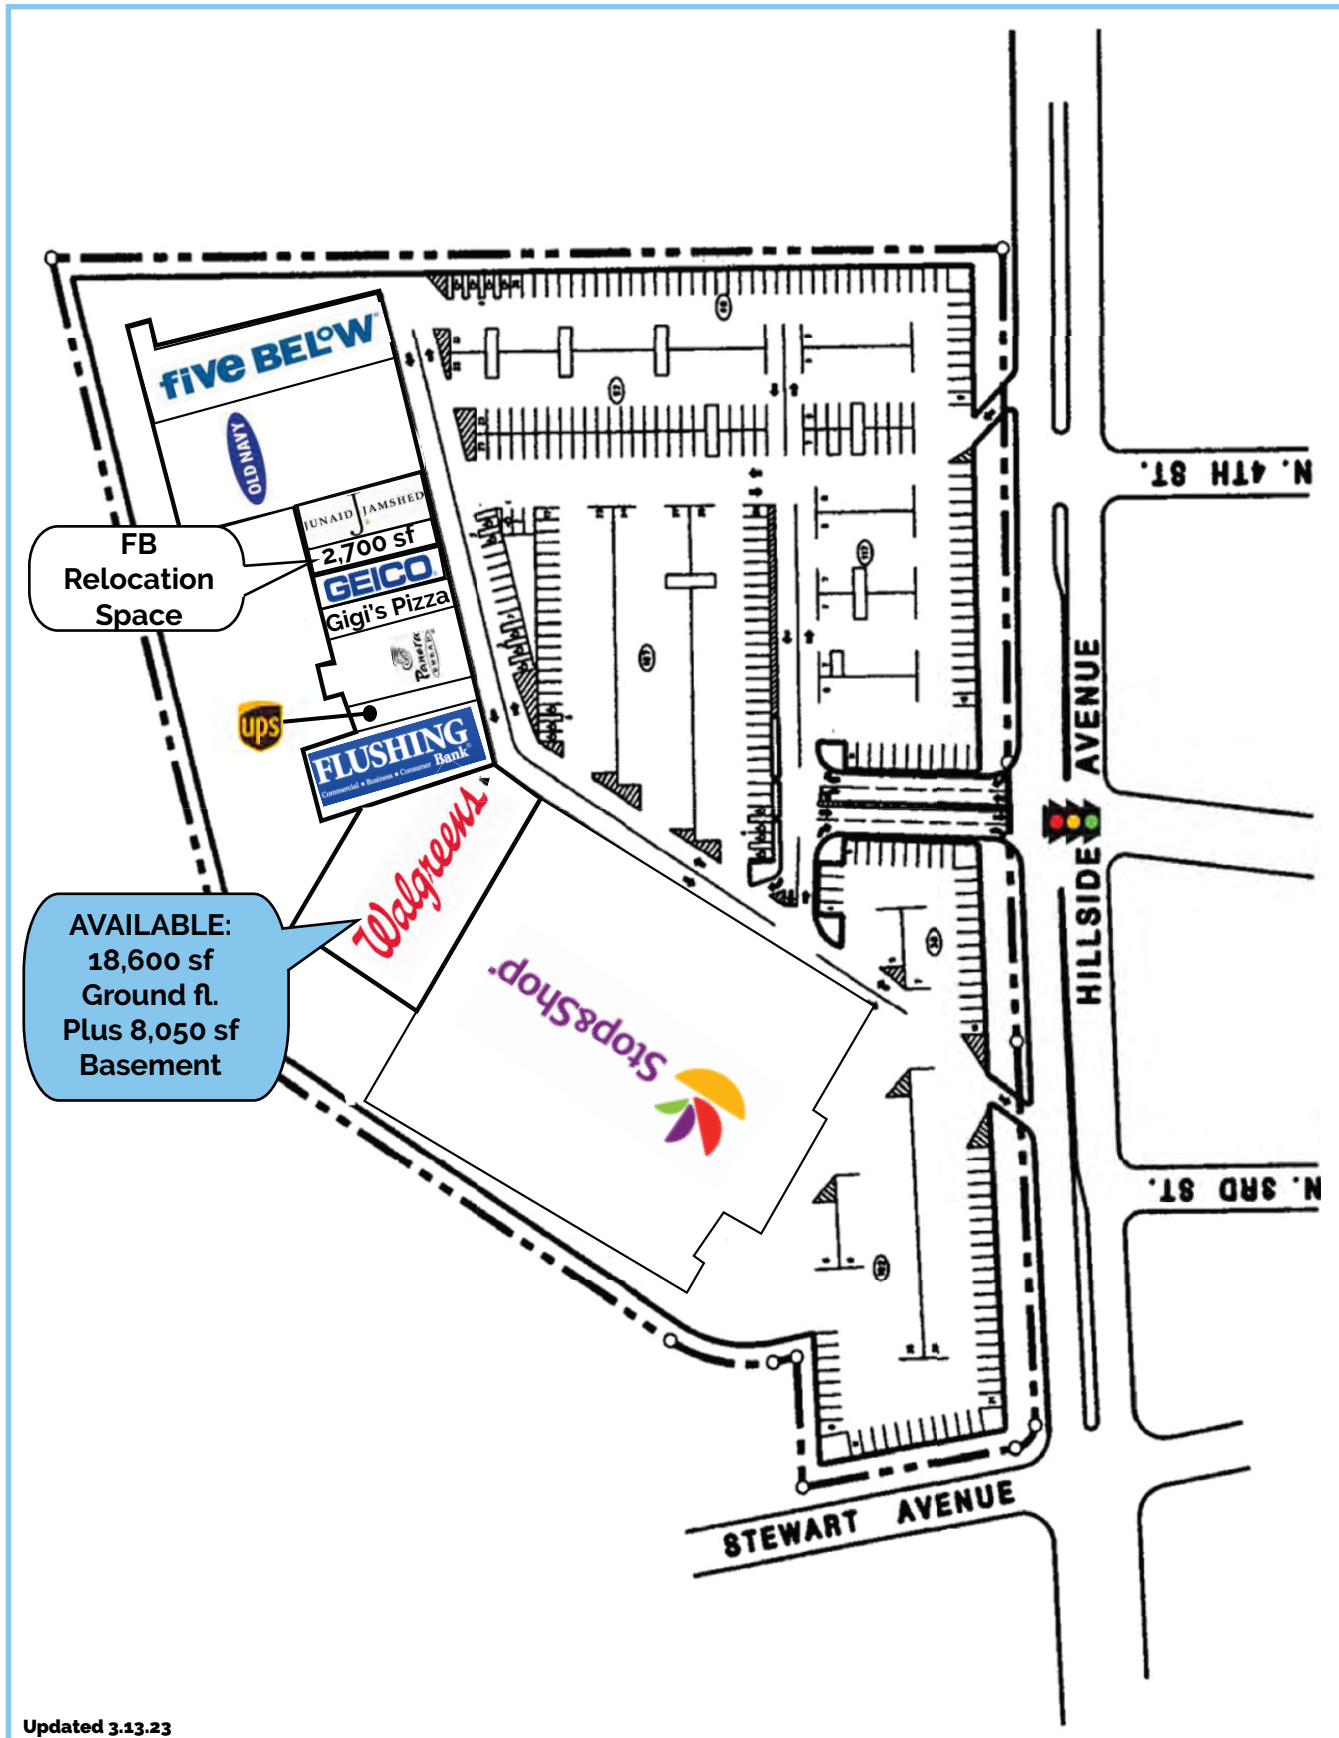 five BELOW
OLD NAVY
JUNAID J. JAMSHED
2,700 sf
FB
Relocation
Space
GEICO
Gigi's Pizza
Panera
BREAD
ups
FLUSHING
Bank
Commercial • Business • Consumer
Walgreens
AVAILABLE:
18,600 sf
Ground fl.
Plus 8,050 sf
Basement
Stop&Shop
N. 4TH ST.
HILLSIDE AVENUE
N. 3RD ST.
STEWART AVENUE
Updated 3.13.23